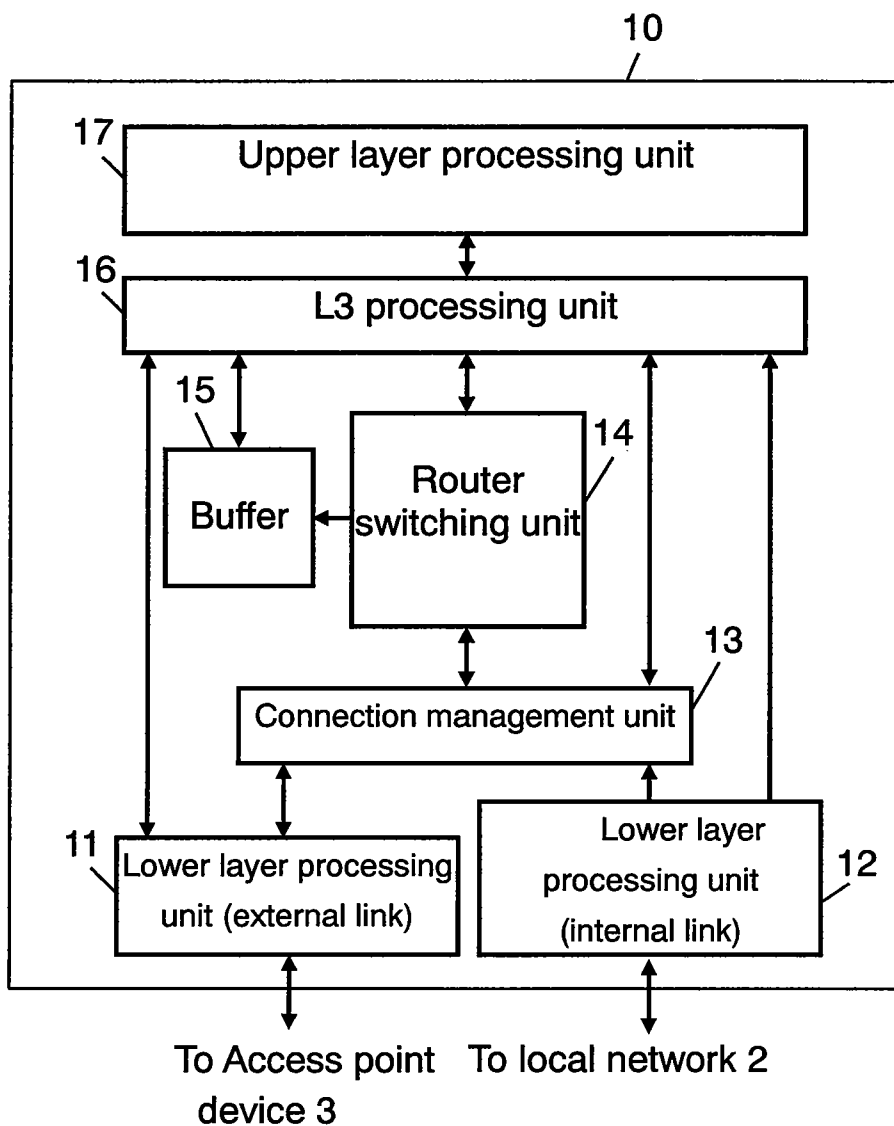 10
17
Upper layer processing unit
16
L3 processing unit
15
14
Buffer
Router
switching unit
13
Connection management unit
11
Lower layer processing
unit (external link)
Lower layer
processing unit
(internal link)
12
To Access point
device 3
To local network 2